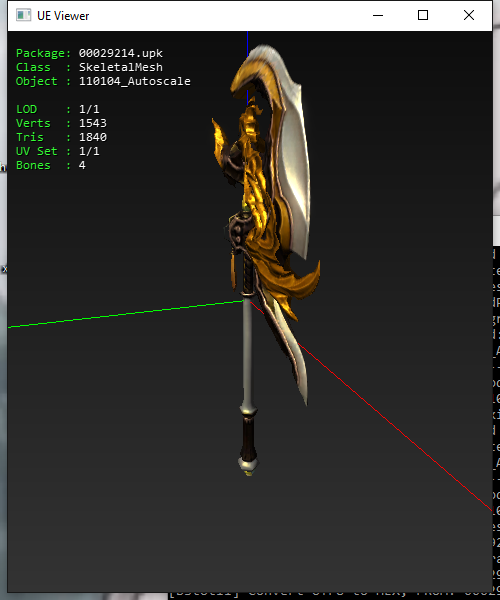 UE Viewer
Package: 00029214.upk
Class : SkeletalMesh
Object : 110104_Autoscale
LOD : 1/1
Verts : 1543
Tris : 1840
UV Set : 1/1
Bones : 4